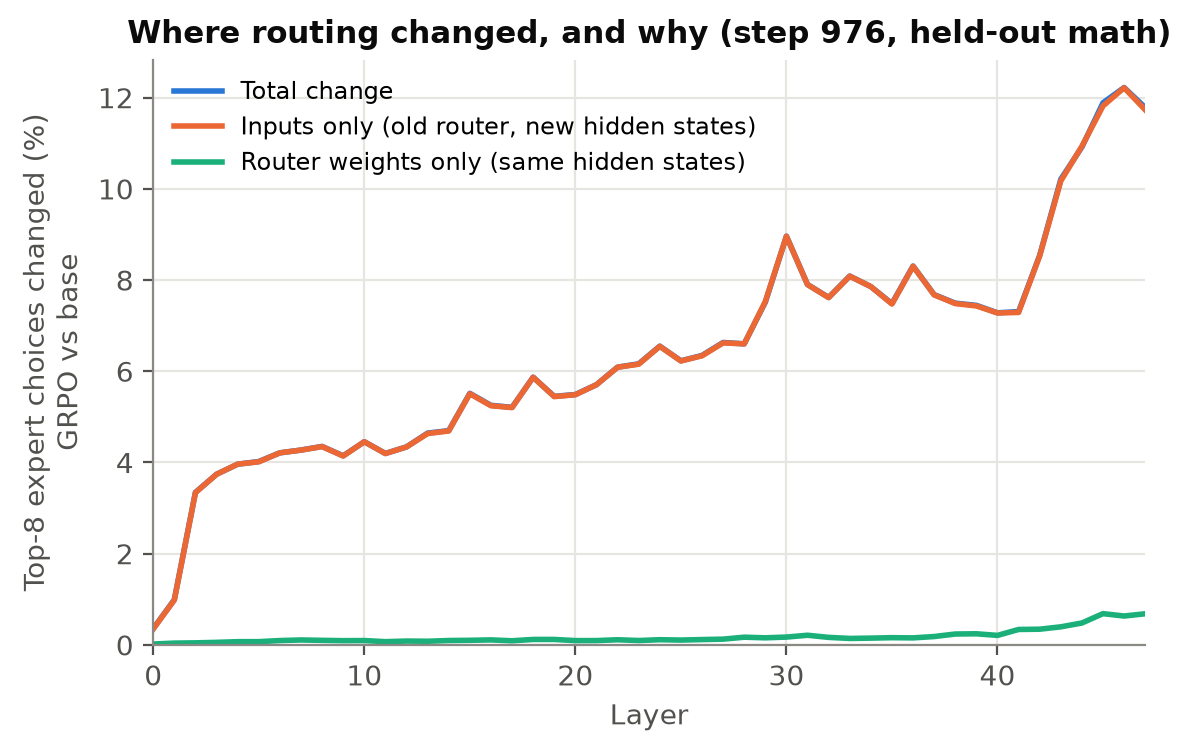 Where routing changed, and why (step 976, held-out math)
Total change
Inputs only (old router, new hidden states)
Router weights only (same hidden states)
Top-8 expert choices changed (%)
GRPO vs base
12
10
8
6
4
2
0
0 10 20 30 40
Layer